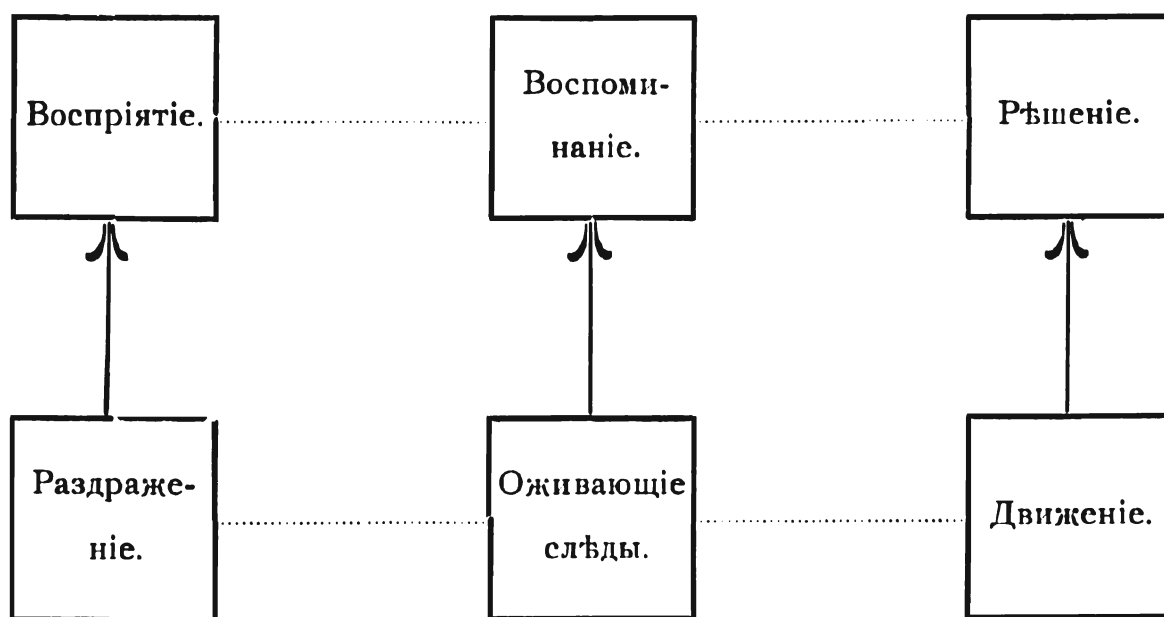 Воспріятіе.
Воспоми-
наніе.
Рѣшеніе.
Раздраже-
ніе.
Оживающіе
слѣды.
Движеніе.